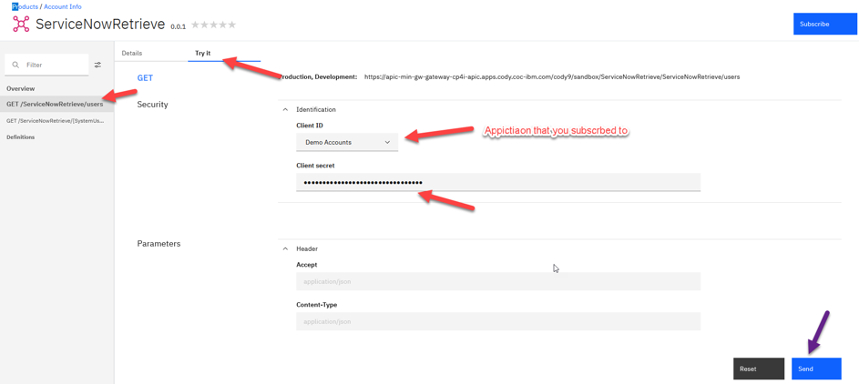 Products / Account Info
ServiceNowRetrieve 0.0.1
Subscribe
Filter
Details
Try It
Overview
GET /ServiceNowRetrieve/users
GET /ServiceNowRetrieve/{SystemUs...
Definitions
GET
Production, Development: https://apic-min-gw-gateway-cp4i-apic.apps.cody.coc-ibm.com/cody9/sandbox/ServiceNowRetrieve/ServiceNowRetrieve/users
Security
Identification
Client ID
Demo Accounts
Appictiaon that you subscrbed to
Client secret
Parameters
Header
Accept
application/json
Content-Type
application/json
Reset
Send